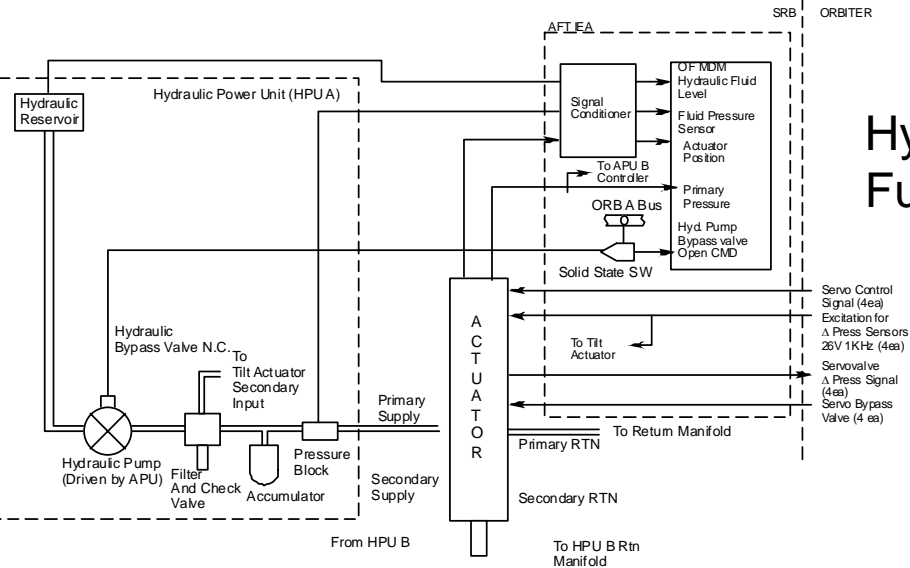 SRB
ORBITER
AFT IEA
Hydraulic
Reservoir
Hydraulic Power Unit (HPU A)
Signal
Conditioner
OF MDM
Hydraulic Fluid
Level
Fluid Pressure
Sensor
Actuator
Position
To APU B
Controller
Primary
Pressure
ORB A Bus
Hyd. Pump
Bypass valve
Open CMD
Solid State SW
Hy
Fu
Servo Control
Signal (4ea)
Excitation for
Δ Press Sensors
26V 1KHz (4ea)
To Tilt
Actuator
Servovalve
Δ Press Signal
(4ea)
Servo Bypass
Valve (4 ea)
ACTUATOR
Hydraulic
Bypass Valve N.C.
To
Tilt Actuator
Secondary
Input
Primary
Supply
To Return Manifold
Primary RTN
Hydraulic Pump
(Driven by APU)
Filter
And Check
Valve
Accumulator
Pressure
Block
Secondary
Supply
Secondary RTN
From HPU B
To HPU B Rtn
Manifold